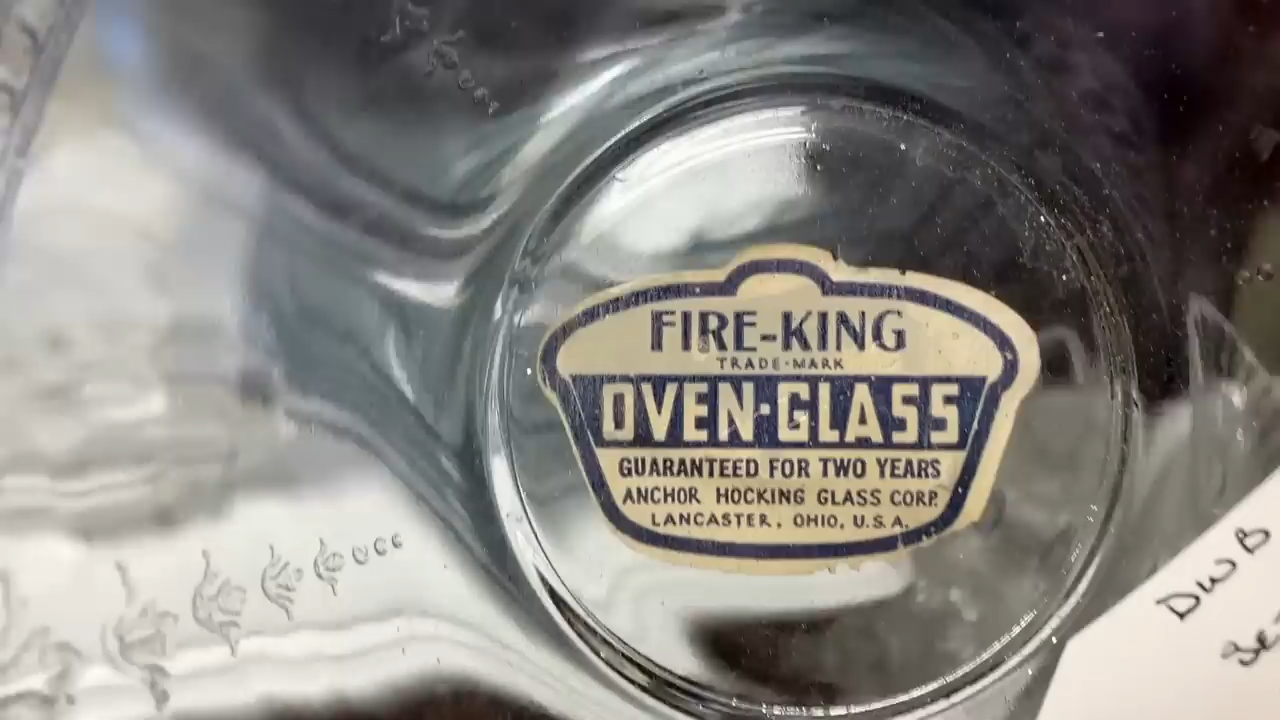 FIRE-KING
TRADE-MARK
OVEN-GLASS
GUARANTEED FOR TWO YEARS
ANCHOR HOCKING GLASS CORP.
LANCASTER, OHIO, U.S.A.
DWB